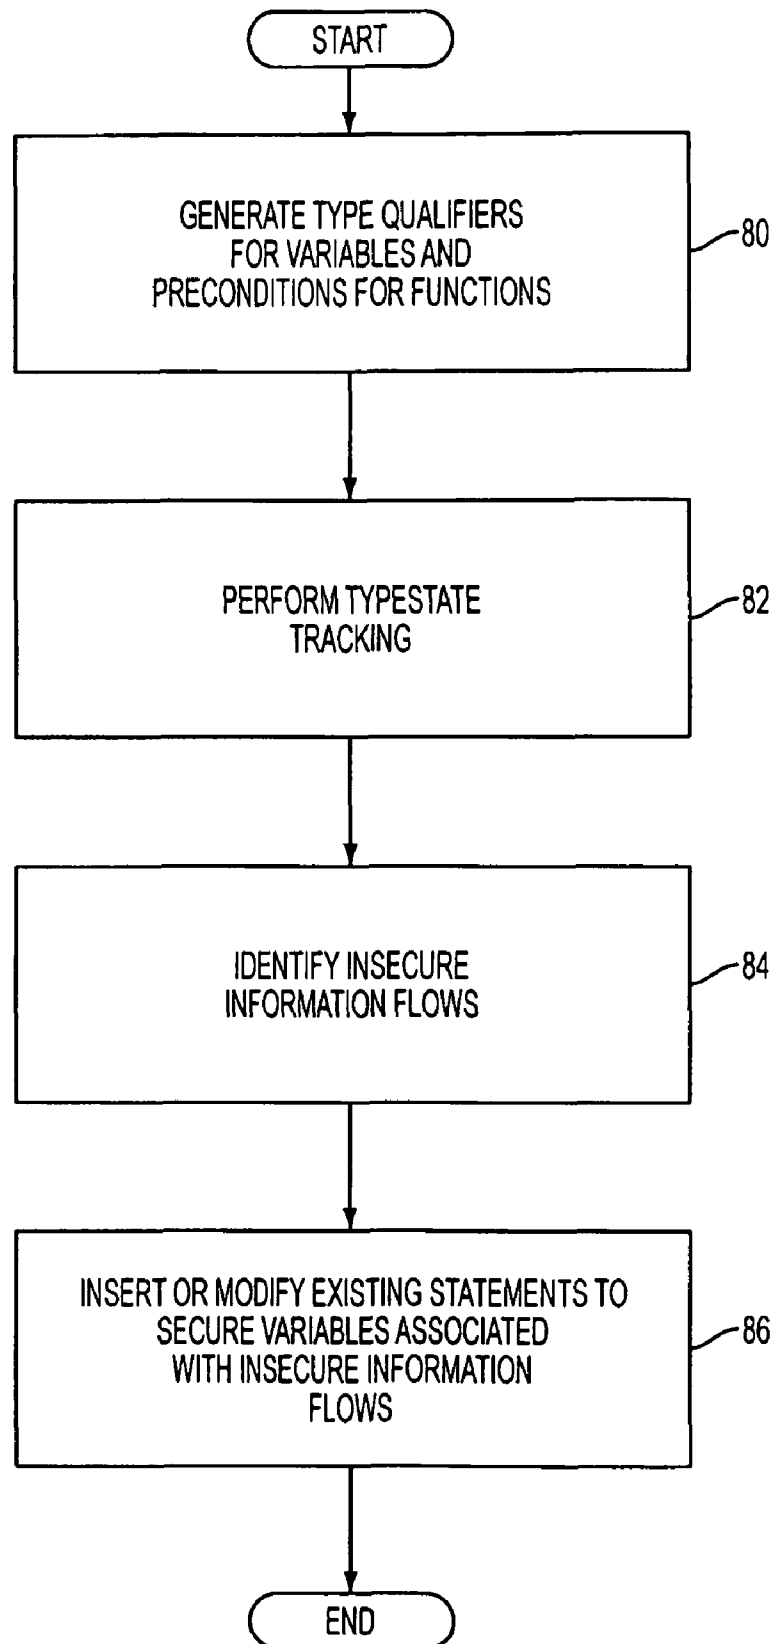 START
GENERATE TYPE QUALIFIERS
FOR VARIABLES AND
PRECONDITIONS FOR FUNCTIONS
80
PERFORM TYPESTATE
TRACKING
82
IDENTIFY INSECURE
INFORMATION FLOWS
84
INSERT OR MODIFY EXISTING STATEMENTS TO
SECURE VARIABLES ASSOCIATED
WITH INSECURE INFORMATION
FLOWS
86
END